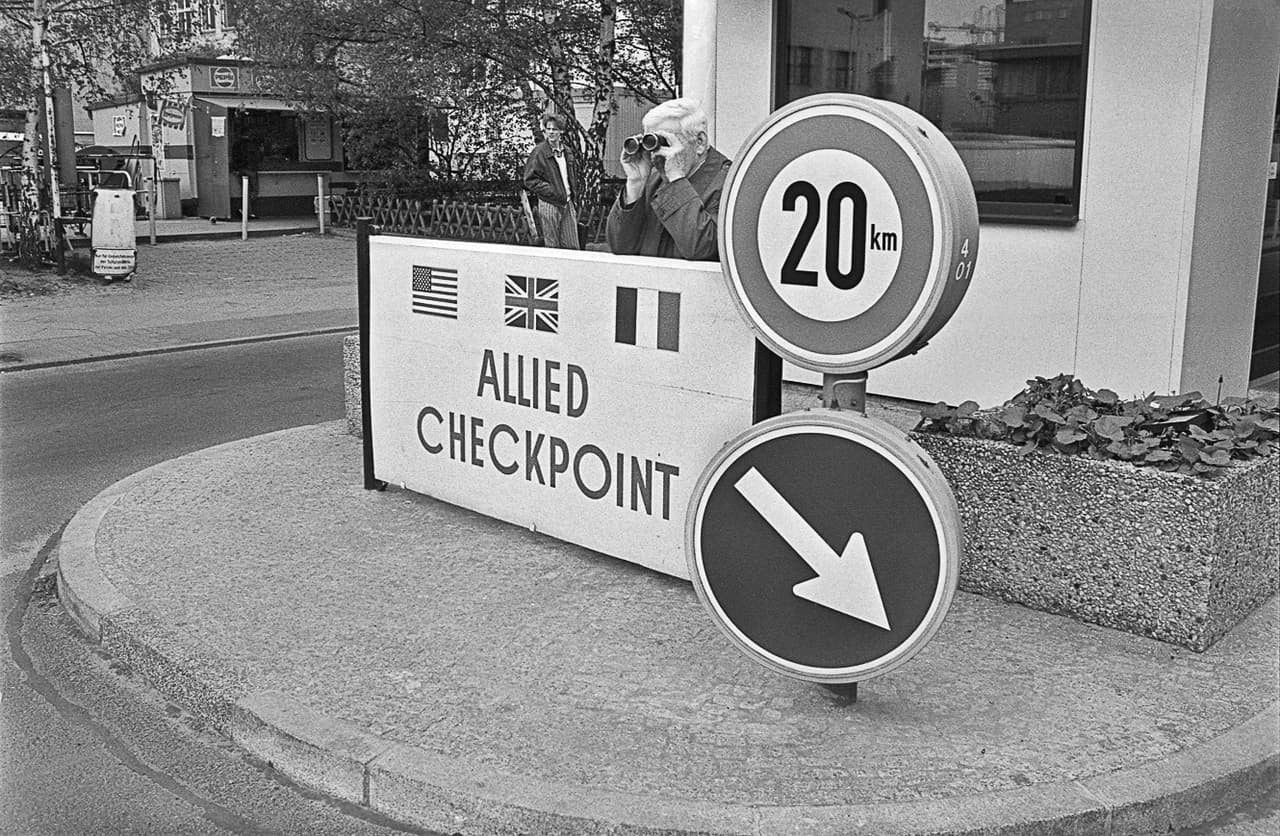 20 km
4
01
ALLIED
CHECKPOINT